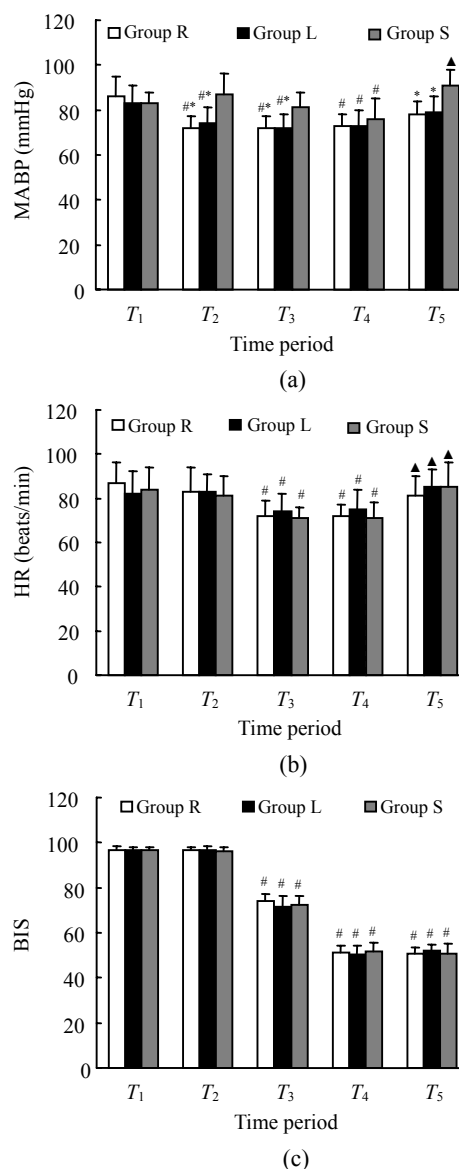 120
Group R Group L Group S
100
80
60
40
20
0
MABP (mmHg)
#* #* #* #* # # # * * ▲
T1 T2 T3 T4 T5
Time period
(a)
120
Group R Group L Group S
100
80
60
40
20
0
HR (beats/min)
# # # # # # ▲ ▲ ▲
T1 T2 T3 T4 T5
Time period
(b)
120
Group R Group L Group S
100
80
60
40
20
0
BIS
# # # # # # # # #
T1 T2 T3 T4 T5
Time period
(c)